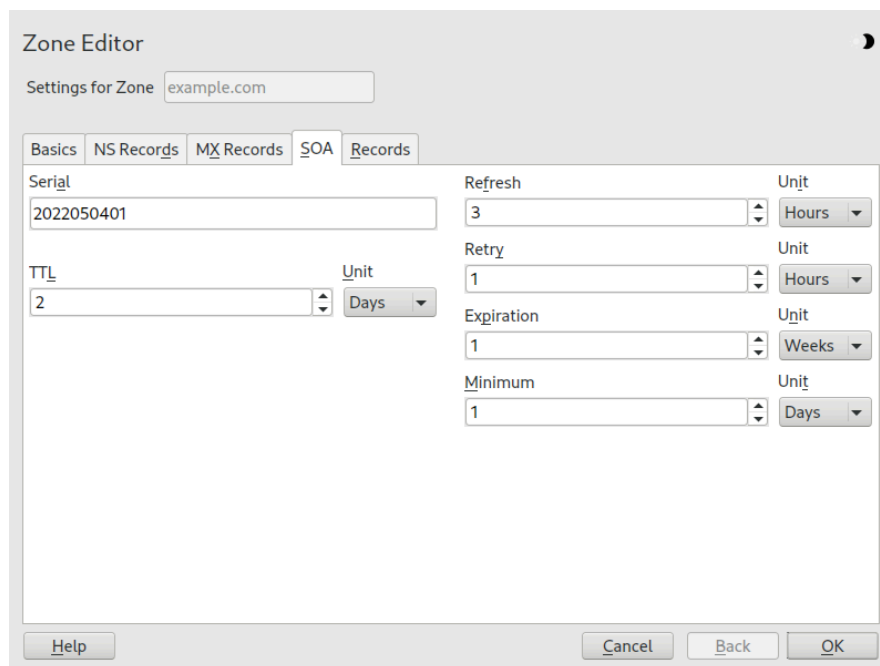 Zone Editor
Settings for Zone example.com
Basics NS Records MX Records SOA Records
Serial
2022050401
TTL Unit
2 Days
Refresh Unit
3 Hours
Retry Unit
1 Hours
Expiration Unit
1 Weeks
Minimum Unit
1 Days
Help Cancel Back OK